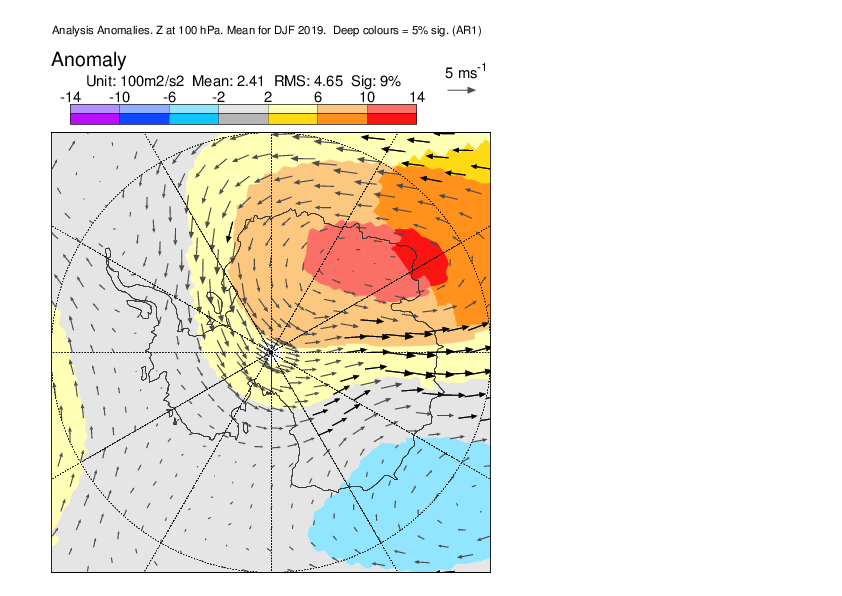 Analysis Anomalies. Z at 100 hPa. Mean for DJF 2019.  Deep colours = 5% sig. (AR1)
Anomaly
5 ms-1
Unit: 100m2/s2  Mean: 2.41  RMS: 4.65  Sig: 9%
-14 -10 -6 -2 2 6 10 14